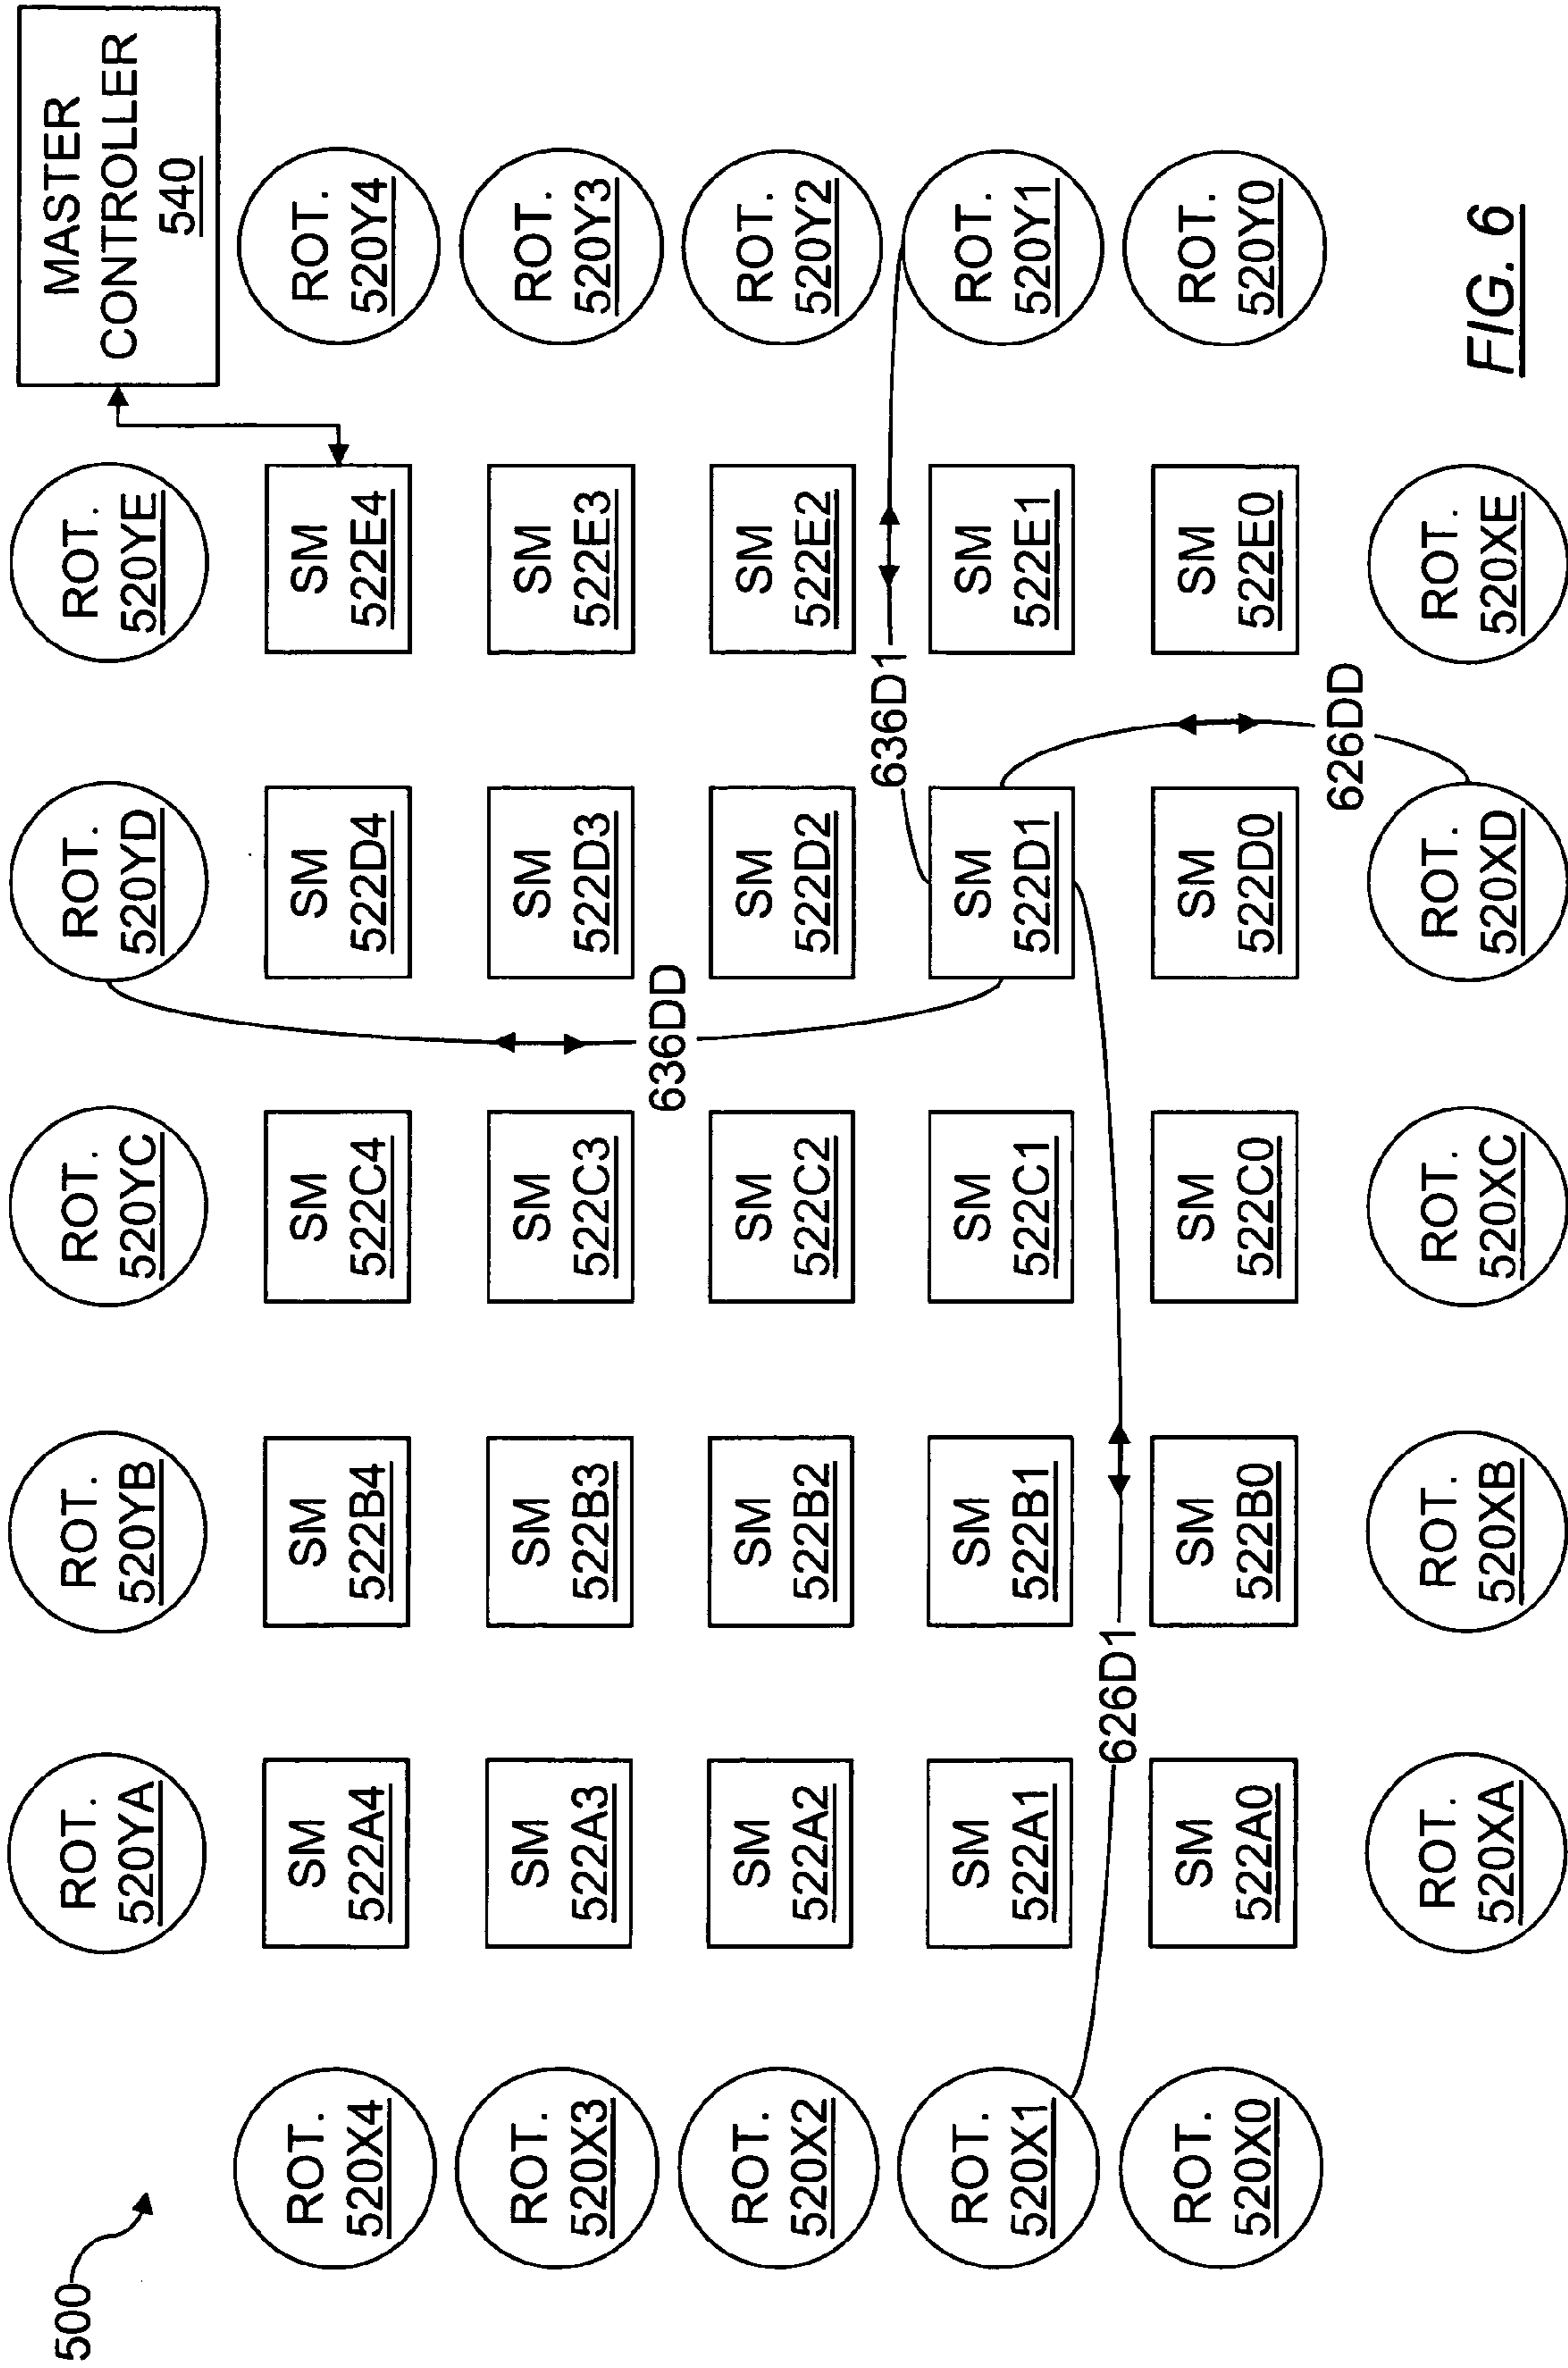 500
ROT.
520YA
ROT.
520YB
ROT.
520YC
ROT.
520YD
ROT.
520YE
MASTER
CONTROLLER
540
ROT.
520X4
SM
522A4
SM
522B4
SM
522C4
SM
522D4
SM
522E4
ROT.
520Y4
ROT.
520X3
SM
522A3
SM
522B3
SM
522C3
SM
522D3
SM
522E3
ROT.
520Y3
636DD
ROT.
520X2
SM
522A2
SM
522B2
SM
522C2
SM
522D2
SM
522E2
ROT.
520Y2
636D1
ROT.
520X1
SM
522A1
SM
522B1
SM
522C1
SM
522D1
SM
522E1
ROT.
520Y1
626D1
ROT.
520X0
SM
522A0
SM
522B0
SM
522C0
SM
522D0
SM
522E0
ROT.
520Y0
626DD
ROT.
520XA
ROT.
520XB
ROT.
520XC
ROT.
520XD
ROT.
520XE
FIG. 6